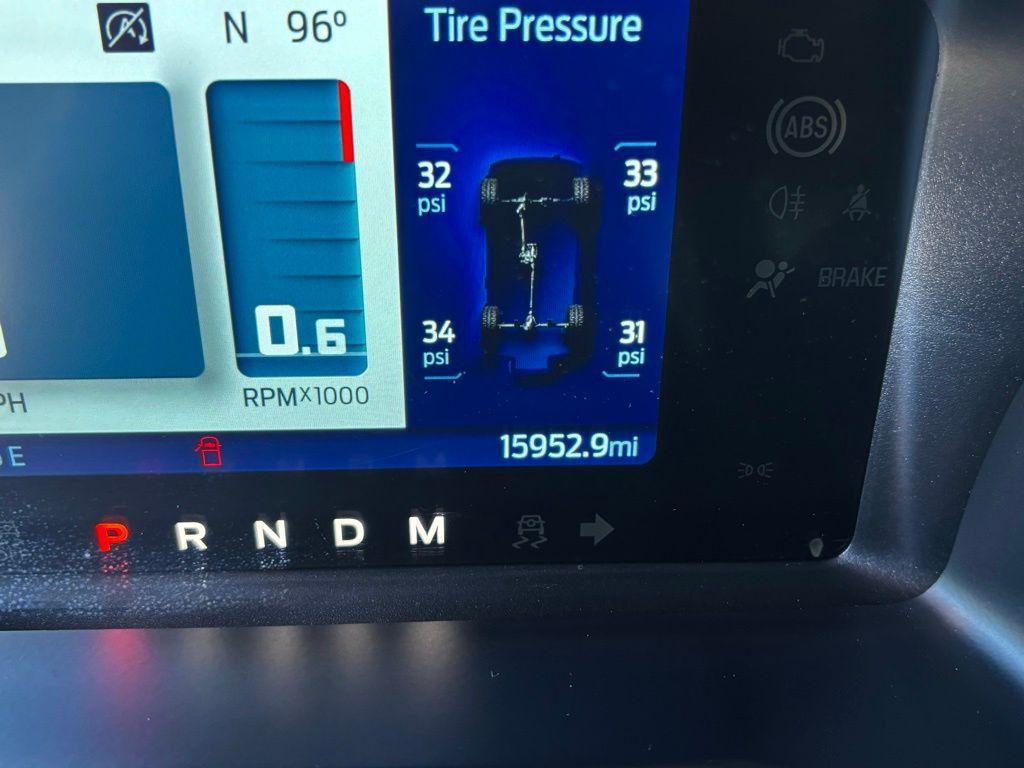 N 96°
Tire Pressure
ABS
32 psi
33 psi
BRAKE
34 psi
31 psi
0.6
RPMx1000
PH
E
15952.9mi
P R N D M